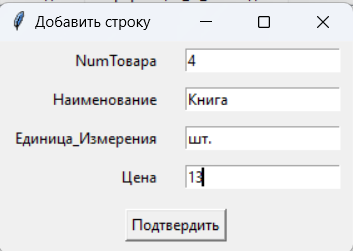 Добавить строку
NumТовара 4
Наименование Книга
Единица_Измерения шт.
Цена 13
Подтвердить